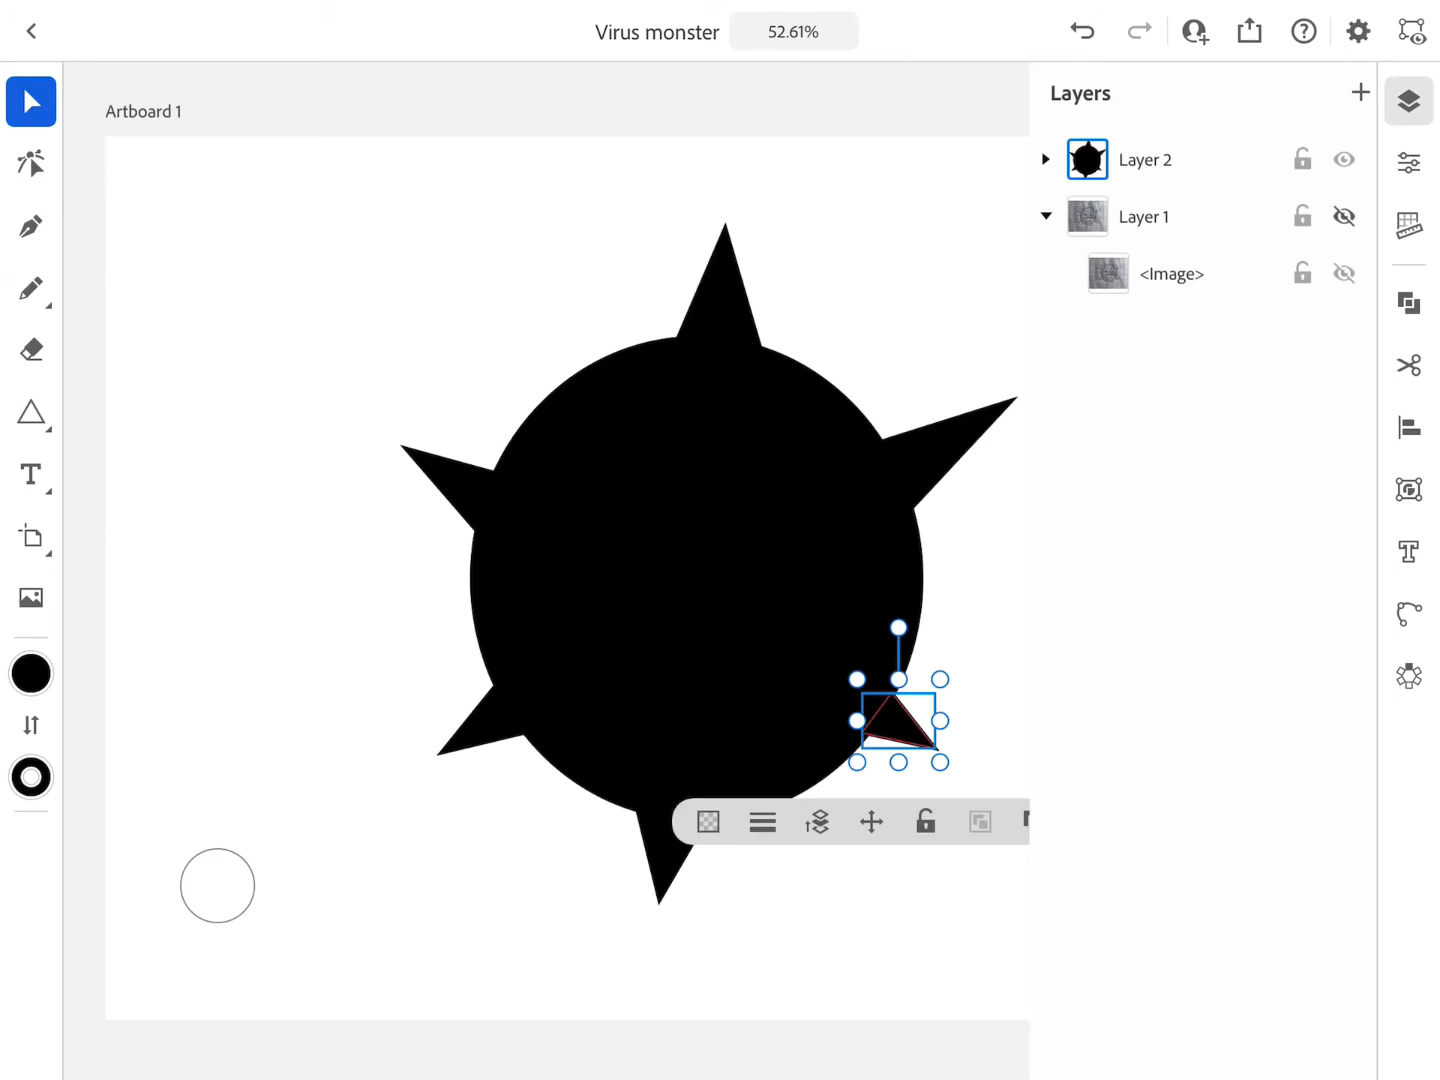 Virus monster 52.61%
Artboard 1
Layers
Layer 2
Layer 1
<Image>